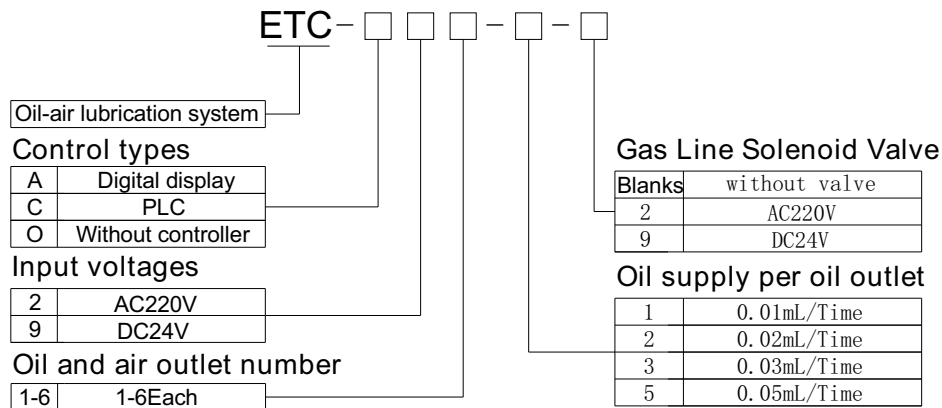 ETC-□□□-□-□
Oil-air lubrication system
Control types
A Digital display
C PLC
O Without controller
Input voltages
2 AC220V
9 DC24V
Oil and air outlet number
1-6 1-6Each
Gas Line Solenoid Valve
Blanks without valve
2 AC220V
9 DC24V
Oil supply per oil outlet
1 0.01mL/Time
2 0.02mL/Time
3 0.03mL/Time
5 0.05mL/Time